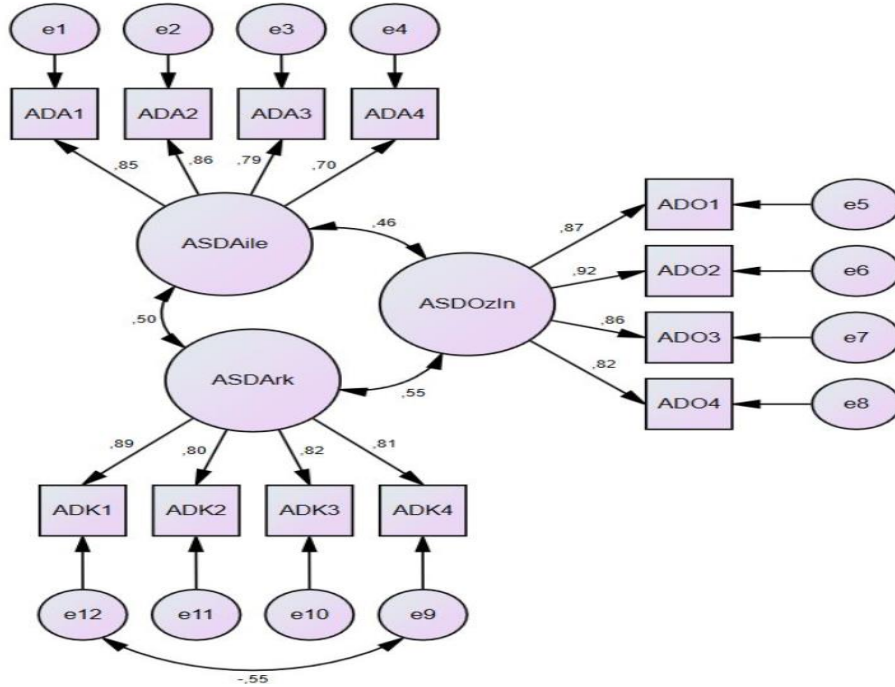 e1 e2 e3 e4
ADA1 ADA2 ADA3 ADA4
,85 ,86 ,79 ,70
ASDAile
,46
ADO1 e5
,87
ADO2 e6
,92
ASDOzIn
,86
ADO3 e7
,82
ADO4 e8
,50
ASDArk
,55
,89 ,80 ,82 ,81
ADK1 ADK2 ADK3 ADK4
e12 e11 e10 e9
-,55